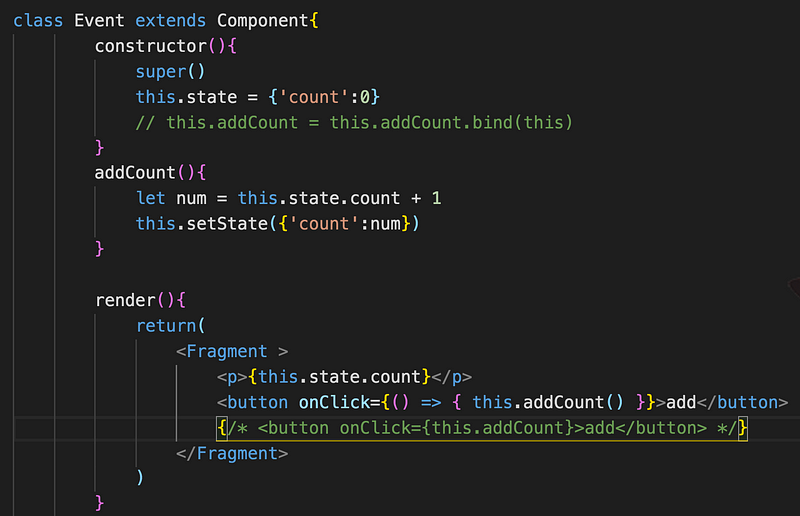 class Event extends Component{
constructor(){
super()
this.state = {'count':0}
// this.addCount = this.addCount.bind(this)
}
addCount(){
let num = this.state.count + 1
this.setState({'count':num})
}
render(){
return(
<Fragment >
<p>{this.state.count}</p>
<button onClick={() => { this.addCount() }}>add</button>
{/* <button onClick={this.addCount}>add</button> */}
</Fragment>
)
}